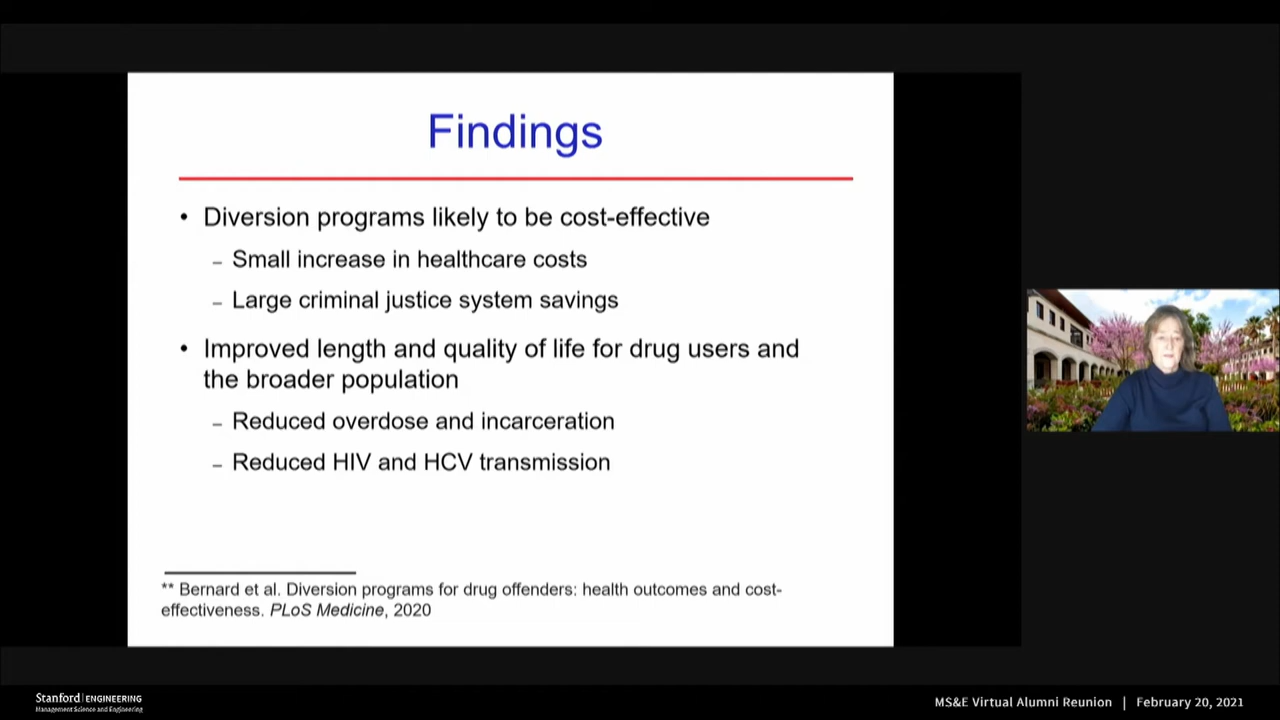 Findings
• Diversion programs likely to be cost-effective
– Small increase in healthcare costs
– Large criminal justice system savings
• Improved length and quality of life for drug users and
the broader population
– Reduced overdose and incarceration
– Reduced HIV and HCV transmission
** Bernard et al. Diversion programs for drug offenders: health outcomes and cost-
effectiveness. PLoS Medicine, 2020
Stanford | ENGINEERING
Management Science and Engineering
MS&E Virtual Alumni Reunion | February 20, 2021